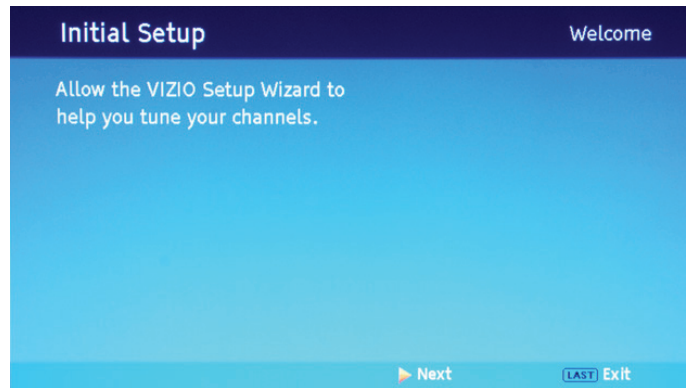 Initial Setup
Welcome
Allow the VIZIO Setup Wizard to
help you tune your channels.
Next
LAST Exit